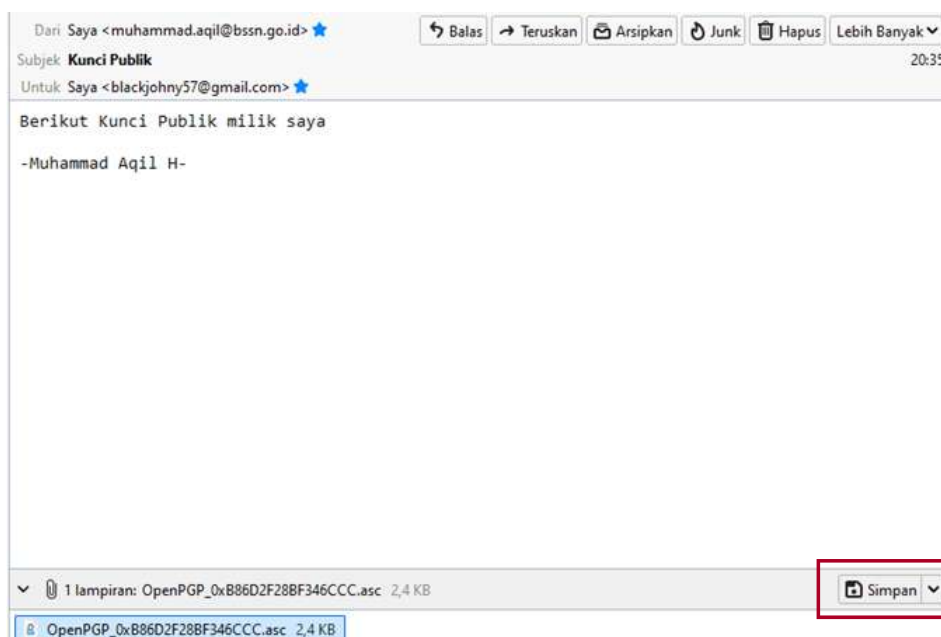 Dari Saya <muhammad.aqil@bssn.go.id> Balas Teruskan Arsipkan Junk Hapus Lebih Banyak
Subjek Kunci Publik 20:35
Untuk Saya <blackjohny57@gmail.com>
Berikut Kunci Publik milik saya
-Muhammad Aqil H-
1 lampiran: OpenPGP_0xB86D2F28BF346CCC.asc 2,4 KB Simpan
OpenPGP_0xB86D2F28BF346CCC.asc 2,4 KB